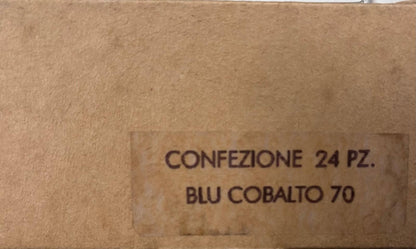 CONFEZIONE 24 PZ.
BLU COBALTO 70